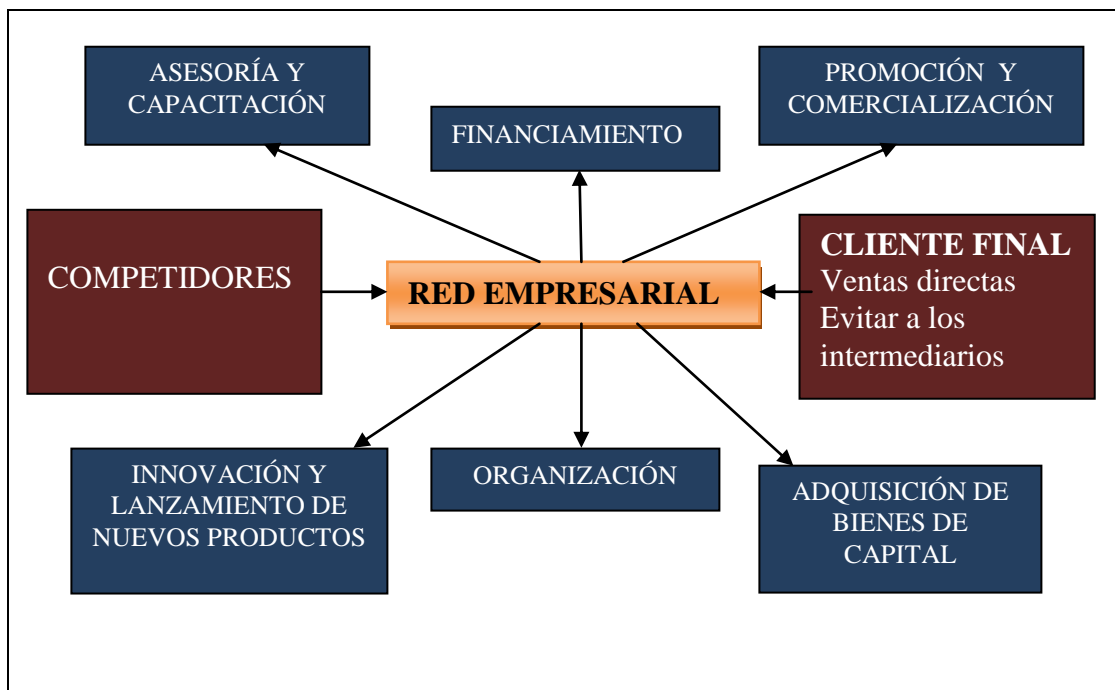 ASESORÍA Y
CAPACITACIÓN
FINANCIAMIENTO
PROMOCIÓN Y
COMERCIALIZACIÓN
COMPETIDORES
RED EMPRESARIAL
CLIENTE FINAL
Ventas directas
Evitar a los
intermediarios
INNOVACIÓN Y
LANZAMIENTO DE
NUEVOS PRODUCTOS
ORGANIZACIÓN
ADQUISICIÓN DE
BIENES DE
CAPITAL